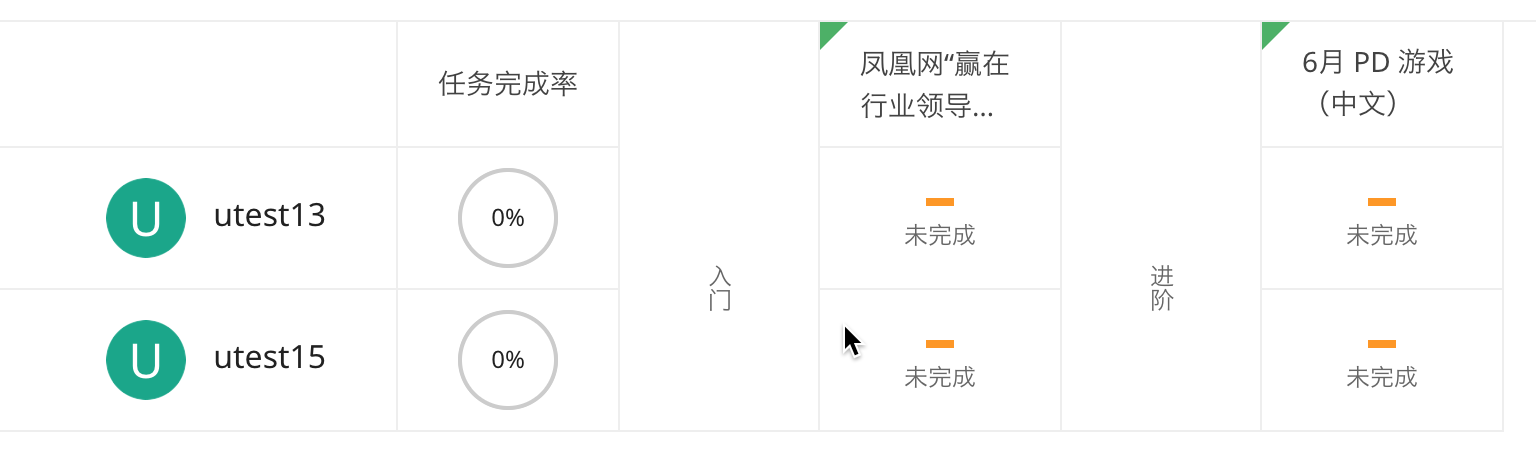 任务完成率
凤凰网“赢在
行业领导...
6月 PD 游戏
（中文）
U
utest13
0%
未完成
未完成
入
门
进
阶
U
utest15
0%
未完成
未完成